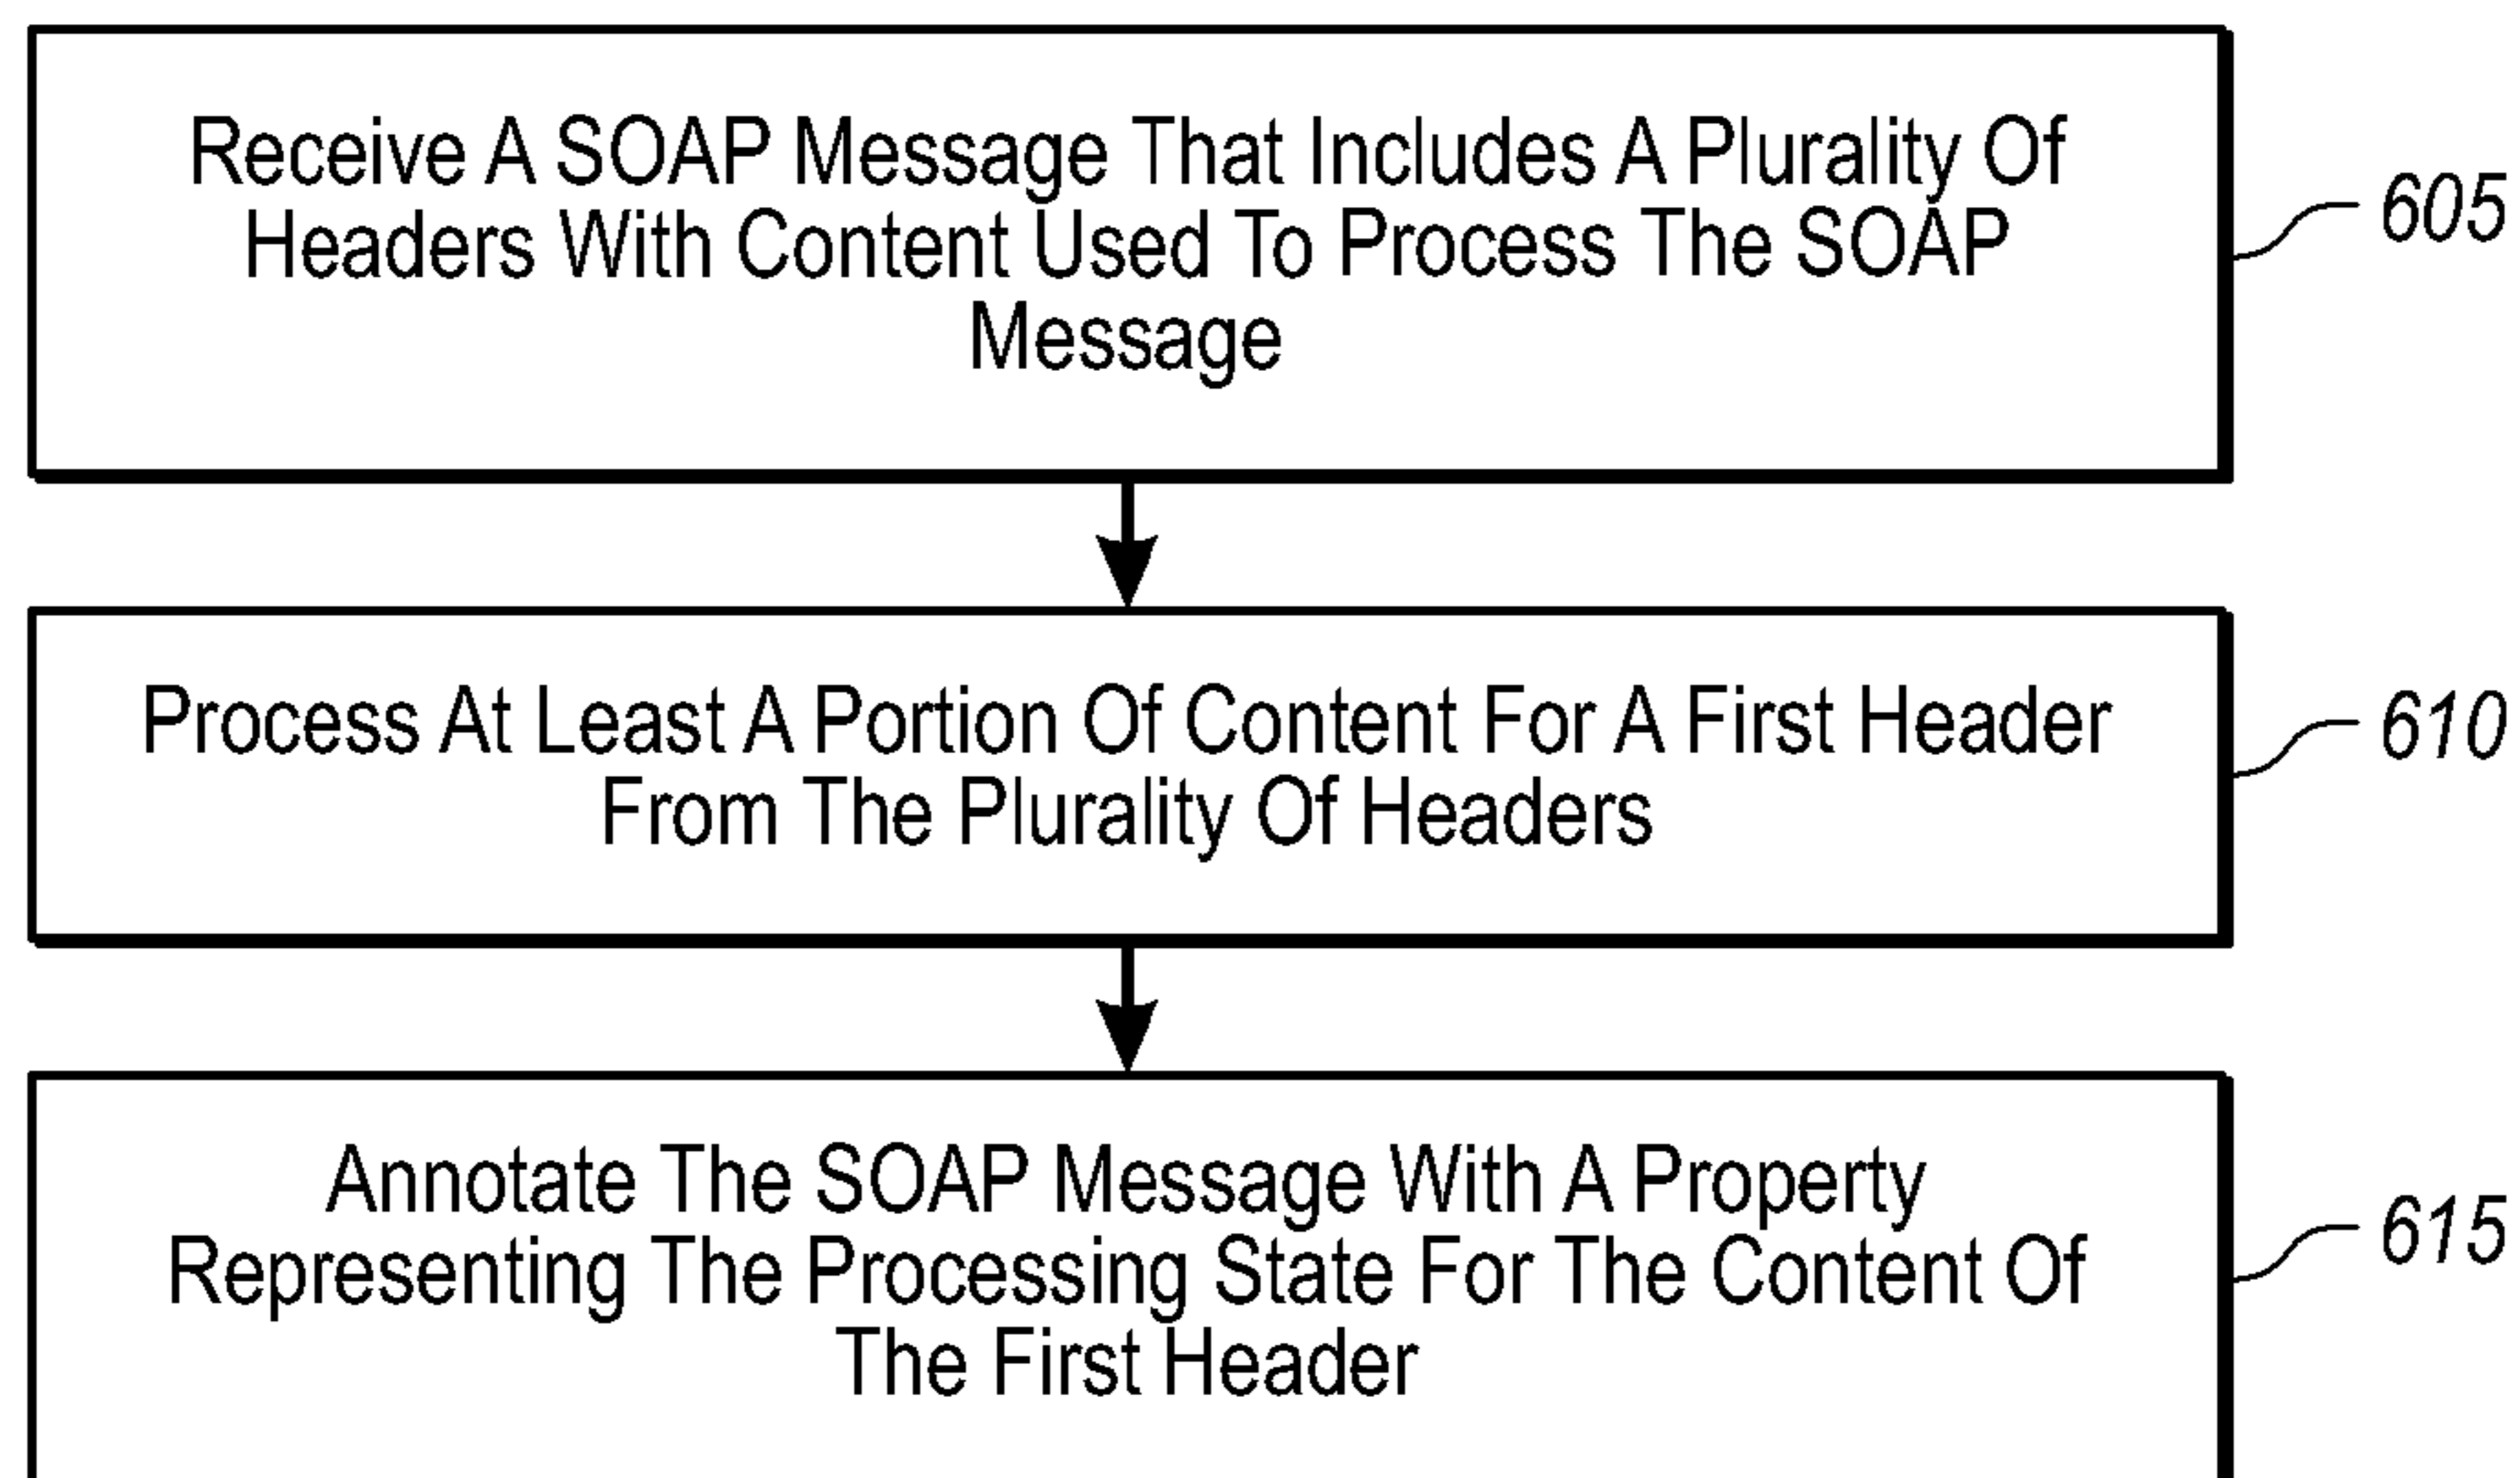 Receive A SOAP Message That Includes A Plurality Of
Headers With Content Used To Process The SOAP
Message
605
Process At Least A Portion Of Content For A First Header
From The Plurality Of Headers
610
Annotate The SOAP Message With A Property
Representing The Processing State For The Content Of
The First Header
615